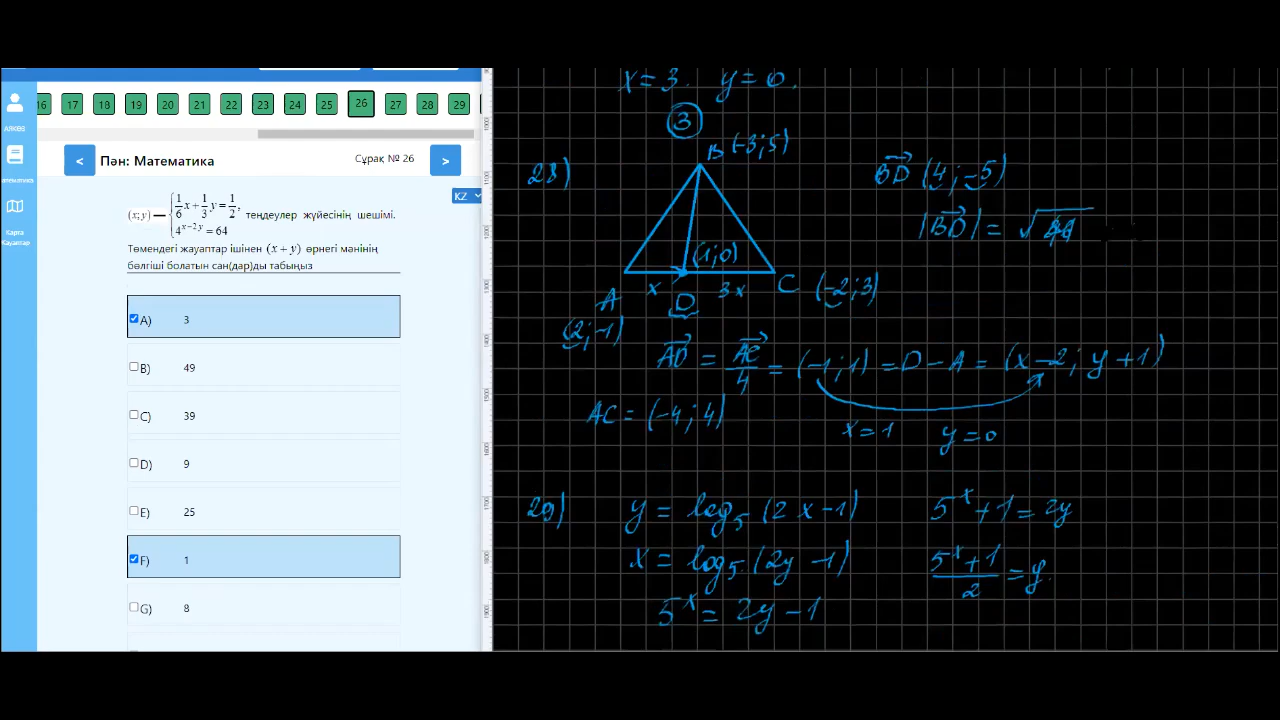 16 17 18 19 20 21 22 23 24 25 26 27 28 29
< Пән: Математика Сұрақ № 26 >
KZ
Карта
(x; y) — { 1/6 x + 1/3 y = 1/2, 4^(x−2y) = 64 теңдеулер жүйесінің шешімі.
Төмендегі жауаптар ішінен (x + y) өрнегі мәнінің
бөлгіші болатын сан(дар)ды табыңыз
A) 3
B) 49
C) 39
D) 9
E) 25
F) 1
G) 8
x = 3. y = 0.
3
28)
B (-3; 5)
(1; 0)
x D 3x
A (2; -1)
C (-2; 3)
BD (4; -5)
|BD| = √
AD = AC/4 = (-1; 1) = D - A = (x - 2; y + 1)
AC = (-4; 4)
x = 1 y = 0
29) y = log₅ (2x - 1)
x = log₅ (2y - 1)
5^x = 2y - 1
5^x + 1 = 2y
(5^x + 1)/2 = y